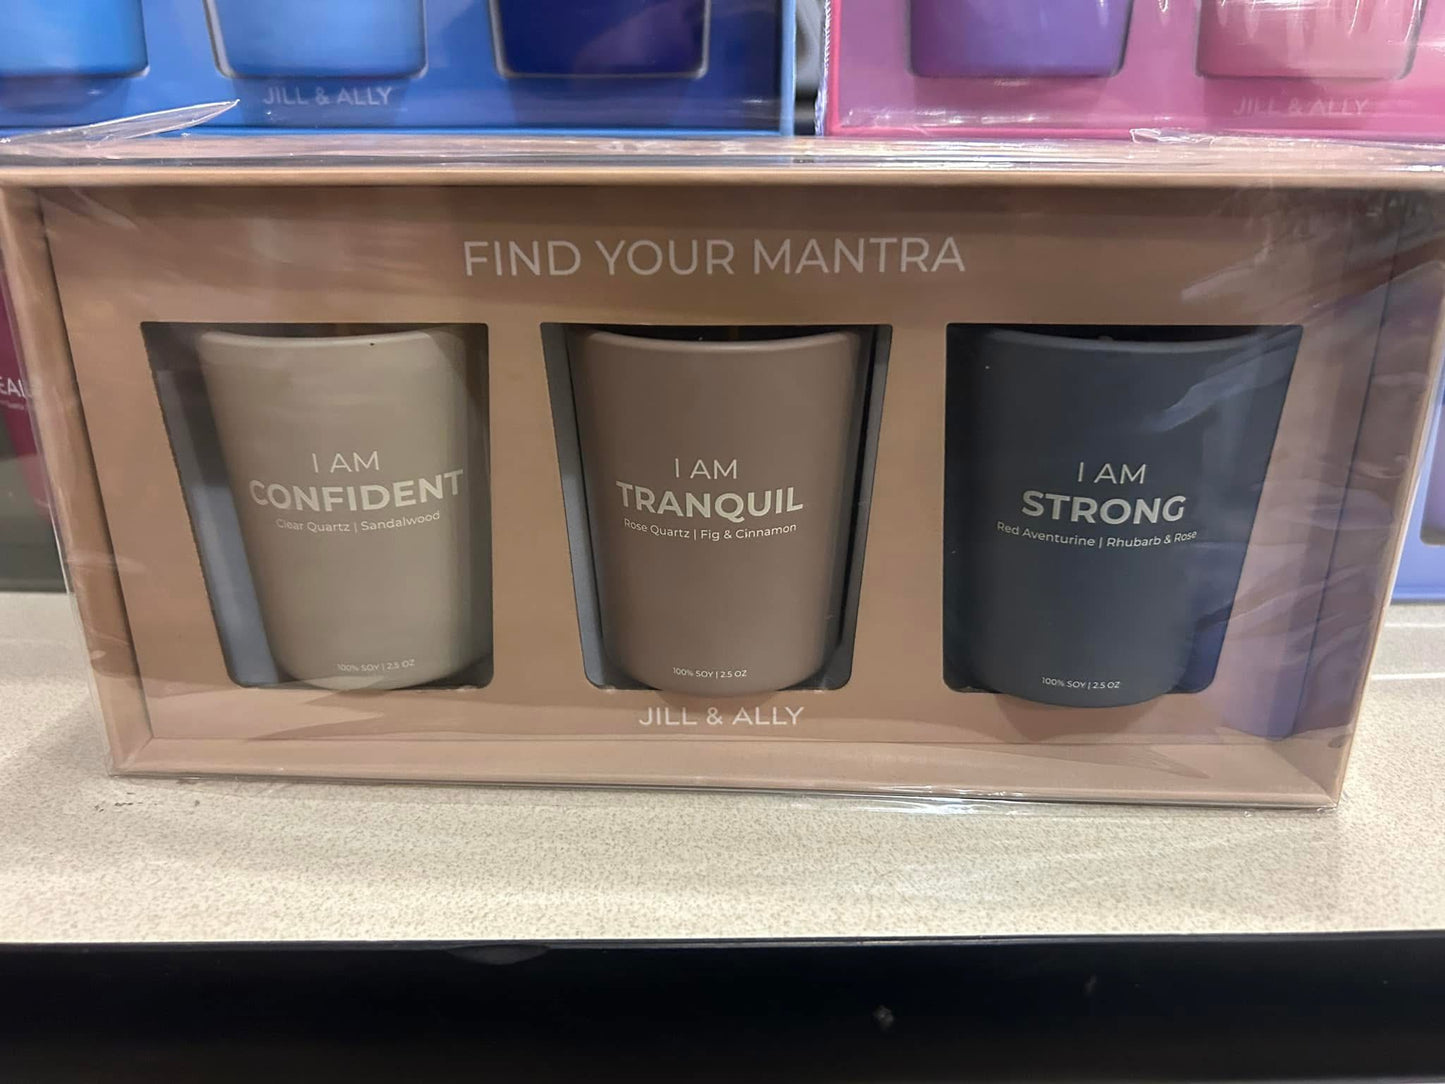 JILL & ALLY
JILL & ALLY
FIND YOUR MANTRA
I AM
CONFIDENT
Clear Quartz | Sandalwood
100% SOY | 2.5 OZ
I AM
TRANQUIL
Rose Quartz | Fig & Cinnamon
100% SOY | 2.5 OZ
I AM
STRONG
Red Aventurine | Rhubarb & Rose
100% SOY | 2.5 OZ
JILL & ALLY